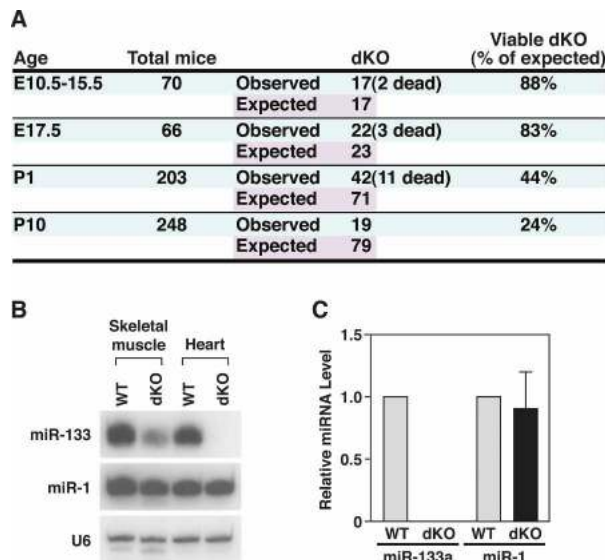 A
Age Total mice dKO Viable dKO (% of expected)
E10.5-15.5 70 Observed 17(2 dead) 88%
Expected 17
E17.5 66 Observed 22(3 dead) 83%
Expected 23
P1 203 Observed 42(11 dead) 44%
Expected 71
P10 248 Observed 19 24%
Expected 79
B
Skeletal muscle Heart
WT dKO WT dKO
miR-133
miR-1
U6
C
Relative miRNA Level
1.5
1.0
0.5
0
WT dKO WT dKO
miR-133a miR-1